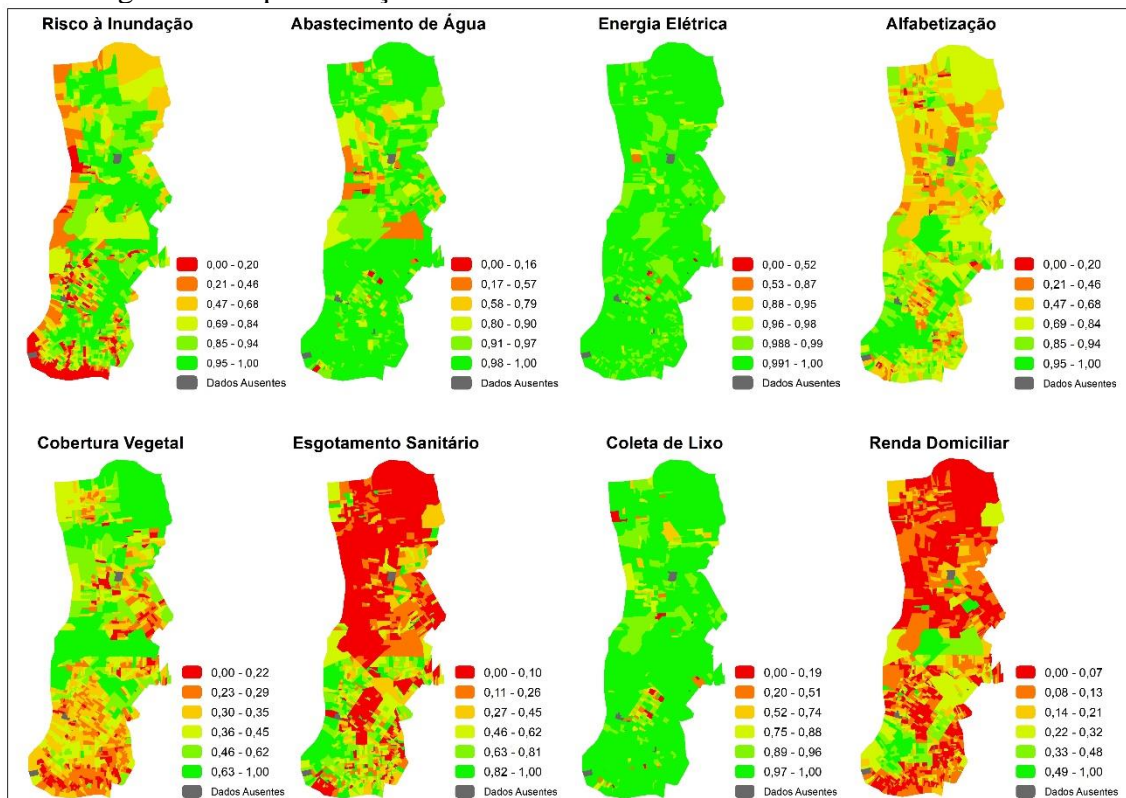 Risco à Inundação
Abastecimento de Água
Energia Elétrica
Alfabetização
0,00 - 0,20
0,21 - 0,46
0,47 - 0,68
0,69 - 0,84
0,85 - 0,94
0,95 - 1,00
Dados Ausentes
0,00 - 0,16
0,17 - 0,57
0,58 - 0,79
0,80 - 0,90
0,91 - 0,97
0,98 - 1,00
Dados Ausentes
0,00 - 0,52
0,53 - 0,87
0,88 - 0,95
0,96 - 0,98
0,988 - 0,99
0,991 - 1,00
Dados Ausentes
0,00 - 0,20
0,21 - 0,46
0,47 - 0,68
0,69 - 0,84
0,85 - 0,94
0,95 - 1,00
Dados Ausentes
Cobertura Vegetal
Esgotamento Sanitário
Coleta de Lixo
Renda Domiciliar
0,00 - 0,22
0,23 - 0,29
0,30 - 0,35
0,36 - 0,45
0,46 - 0,62
0,63 - 1,00
Dados Ausentes
0,00 - 0,10
0,11 - 0,26
0,27 - 0,45
0,46 - 0,62
0,63 - 0,81
0,82 - 1,00
Dados Ausentes
0,00 - 0,19
0,20 - 0,51
0,52 - 0,74
0,75 - 0,88
0,89 - 0,96
0,97 - 1,00
Dados Ausentes
0,00 - 0,07
0,08 - 0,13
0,14 - 0,21
0,22 - 0,32
0,33 - 0,48
0,49 - 1,00
Dados Ausentes